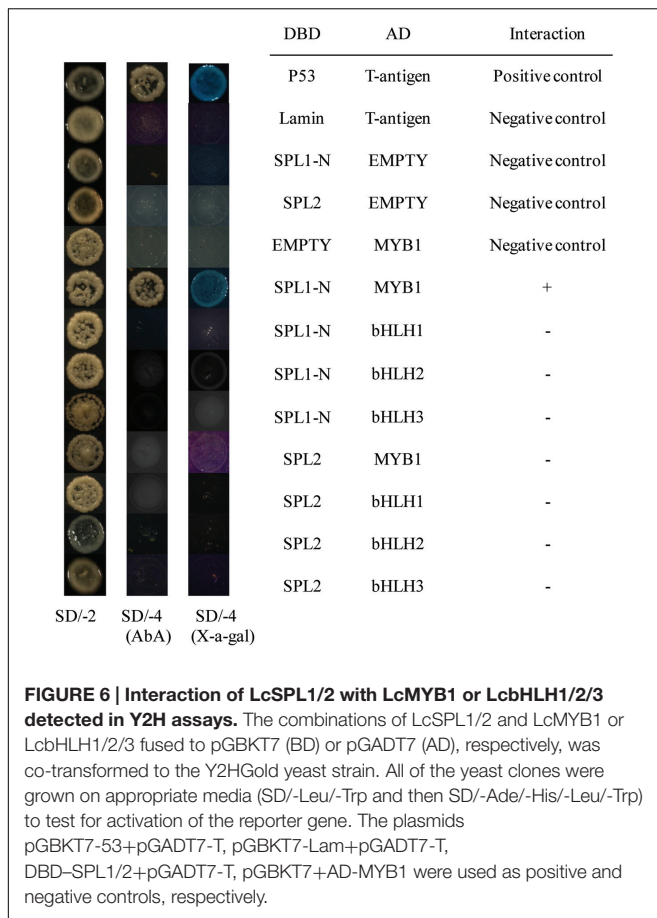 DBD AD Interaction
P53 T-antigen Positive control
Lamin T-antigen Negative control
SPL1-N EMPTY Negative control
SPL2 EMPTY Negative control
EMPTY MYB1 Negative control
SPL1-N MYB1 +
SPL1-N bHLH1 -
SPL1-N bHLH2 -
SPL1-N bHLH3 -
SPL2 MYB1 -
SPL2 bHLH1 -
SPL2 bHLH2 -
SPL2 bHLH3 -
SD/-2 SD/-4 SD/-4
(AbA) (X-a-gal)
FIGURE 6 | Interaction of LcSPL1/2 with LcMYB1 or LcbHLH1/2/3
detected in Y2H assays. The combinations of LcSPL1/2 and LcMYB1 or
LcbHLH1/2/3 fused to pGBKT7 (BD) or pGADT7 (AD), respectively, was
co-transformed to the Y2HGold yeast strain. All of the yeast clones were
grown on appropriate media (SD/-Leu/-Trp and then SD/-Ade/-His/-Leu/-Trp)
to test for activation of the reporter gene. The plasmids
pGBKT7-53+pGADT7-T, pGBKT7-Lam+pGADT7-T,
DBD–SPL1/2+pGADT7-T, pGBKT7+AD-MYB1 were used as positive and
negative controls, respectively.